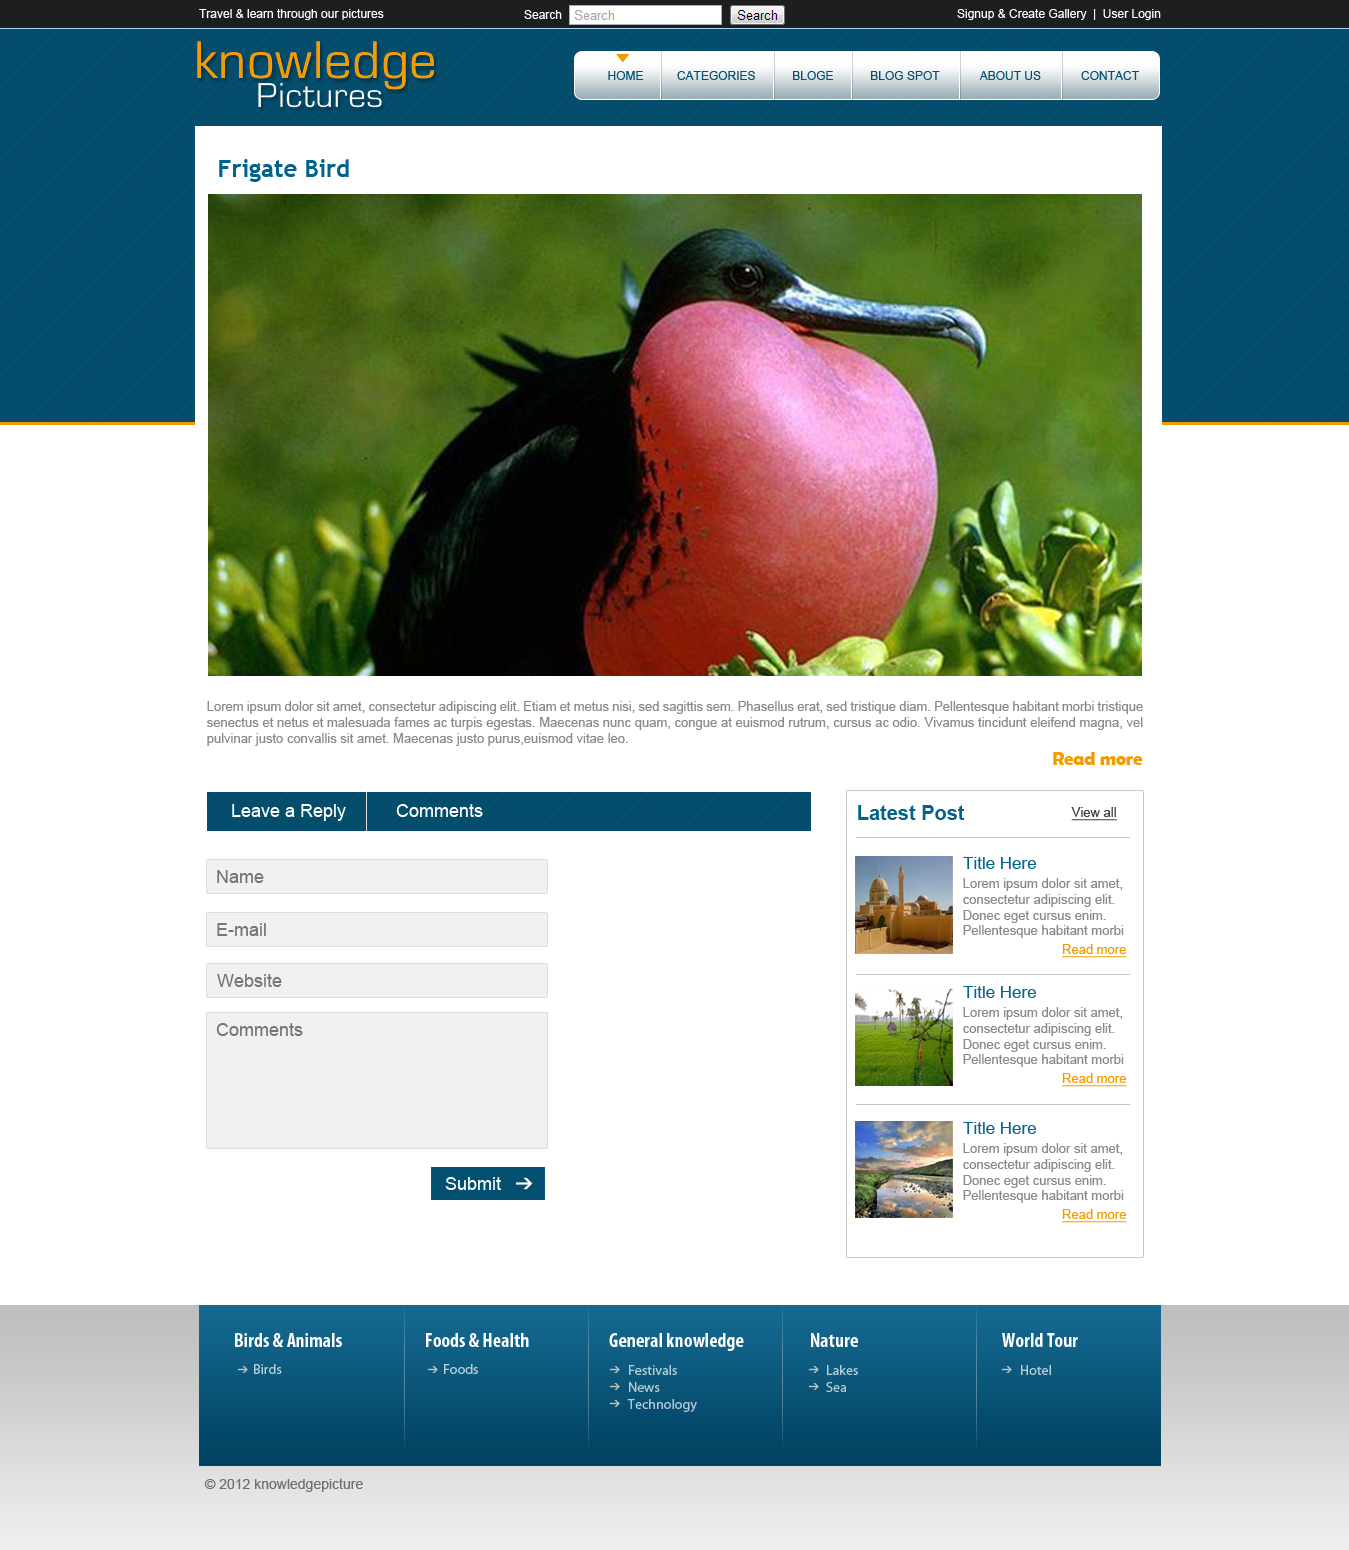 Travel & learn through our pictures
Search
Search
Search
Signup & Create Gallery | User Login
knowledge
Pictures
HOME
CATEGORIES
BLOGE
BLOG SPOT
ABOUT US
CONTACT
Frigate Bird
Lorem ipsum dolor sit amet, consectetur adipiscing elit. Etiam et metus nisi, sed sagittis sem. Phasellus erat, sed tristique diam. Pellentesque habitant morbi tristique
senectus et netus et malesuada fames ac turpis egestas. Maecenas nunc quam, congue at euismod rutrum, cursus ac odio. Vivamus tincidunt eleifend magna, vel
pulvinar justo convallis sit amet. Maecenas justo purus,euismod vitae leo.
Read more
Leave a Reply
Comments
Name
E-mail
Website
Comments
Submit
Latest Post
View all
Title Here
Lorem ipsum dolor sit amet,
consectetur adipiscing elit.
Donec eget cursus enim.
Pellentesque habitant morbi
Read more
Title Here
Lorem ipsum dolor sit amet,
consectetur adipiscing elit.
Donec eget cursus enim.
Pellentesque habitant morbi
Read more
Title Here
Lorem ipsum dolor sit amet,
consectetur adipiscing elit.
Donec eget cursus enim.
Pellentesque habitant morbi
Read more
Birds & Animals
Birds
Foods & Health
Foods
General knowledge
Festivals
News
Technology
Nature
Lakes
Sea
World Tour
Hotel
© 2012 knowledgepicture